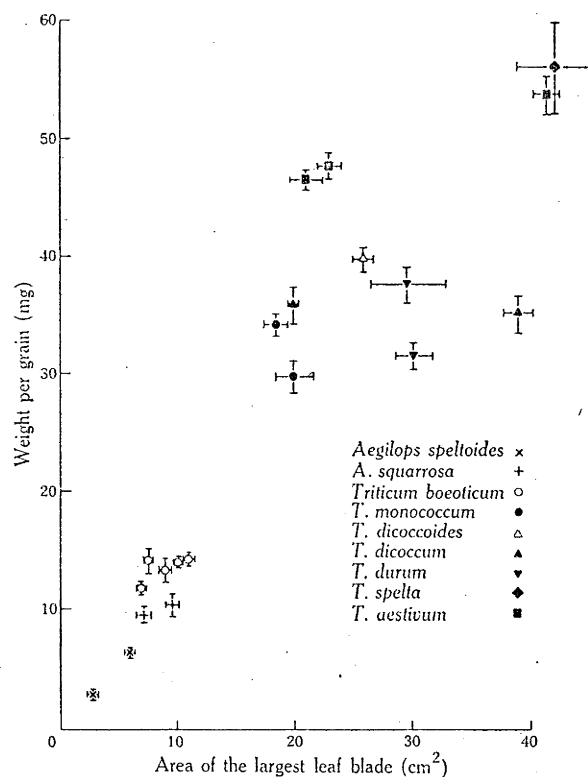 60
50
40
30
20
10
0
10
20
30
40
Weight per grain (mg)
Area of the largest leaf blade (cm2)
Aegilops speltoides
A. squarrosa
Triticum boeoticum
T. monococcum
T. dicoccoides
T. dicoccum
T. durum
T. spelta
T. aestivum